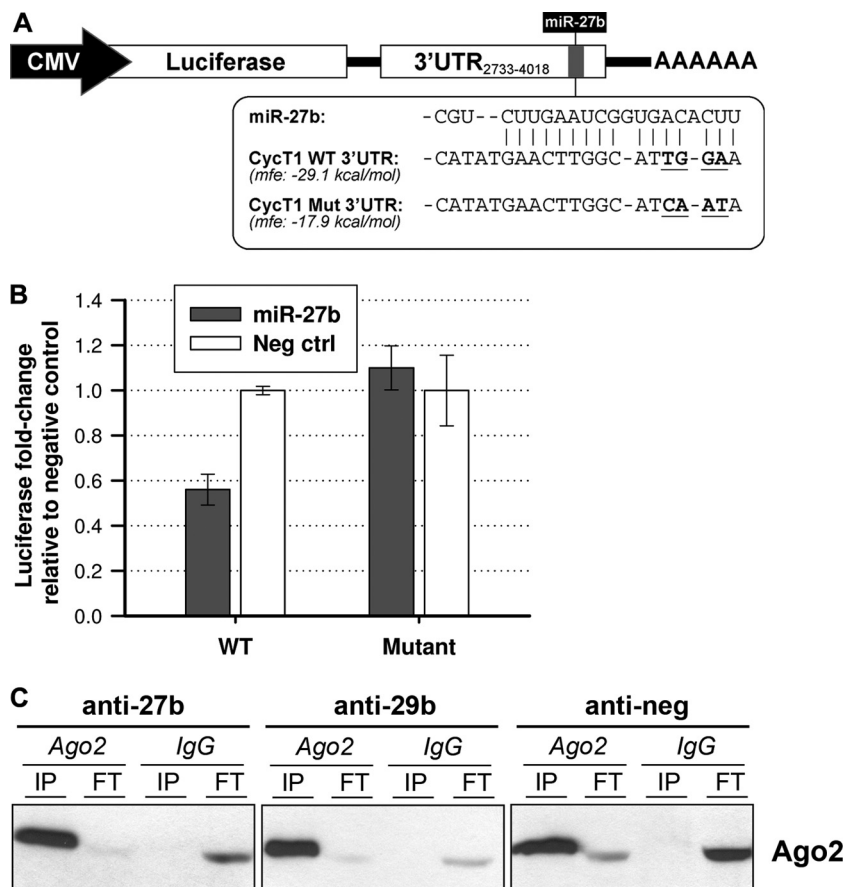 A
miR-27b
CMV Luciferase 3'UTR2733-4018 AAAAAA
miR-27b: -CGU--CUUGAAUCGGUGACACUU
CycT1 WT 3'UTR: -CATATGAACTTGGC-ATTG-GAA
(mfe: -29.1 kcal/mol)
CycT1 Mut 3'UTR: -CATATGAACTTGGC-ATCA-ATA
(mfe: -17.9 kcal/mol)
B
Luciferase fold-change
relative to negative control
1.4
1.2
1.0
0.8
0.6
0.4
0.2
0.0
miR-27b
Neg ctrl
WT Mutant
C
anti-27b anti-29b anti-neg
Ago2 IgG Ago2 IgG Ago2 IgG
IP FT IP FT IP FT IP FT IP FT IP FT
Ago2